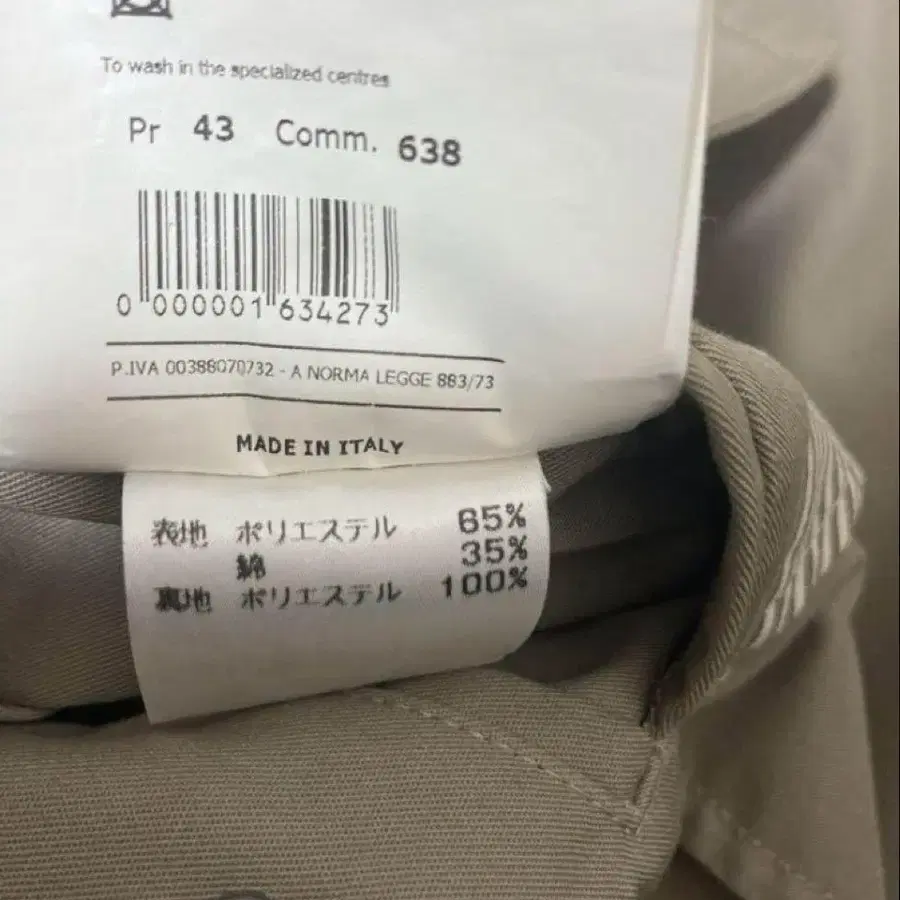 To wash in the specialized centres
Pr 43 Comm. 638
0 000001 634273
P.IVA 00388070732 - A NORMA LEGGE 883/73
MADE IN ITALY
表地 ポリエステル 65%
綿 35%
裏地 ポリエステル 100%